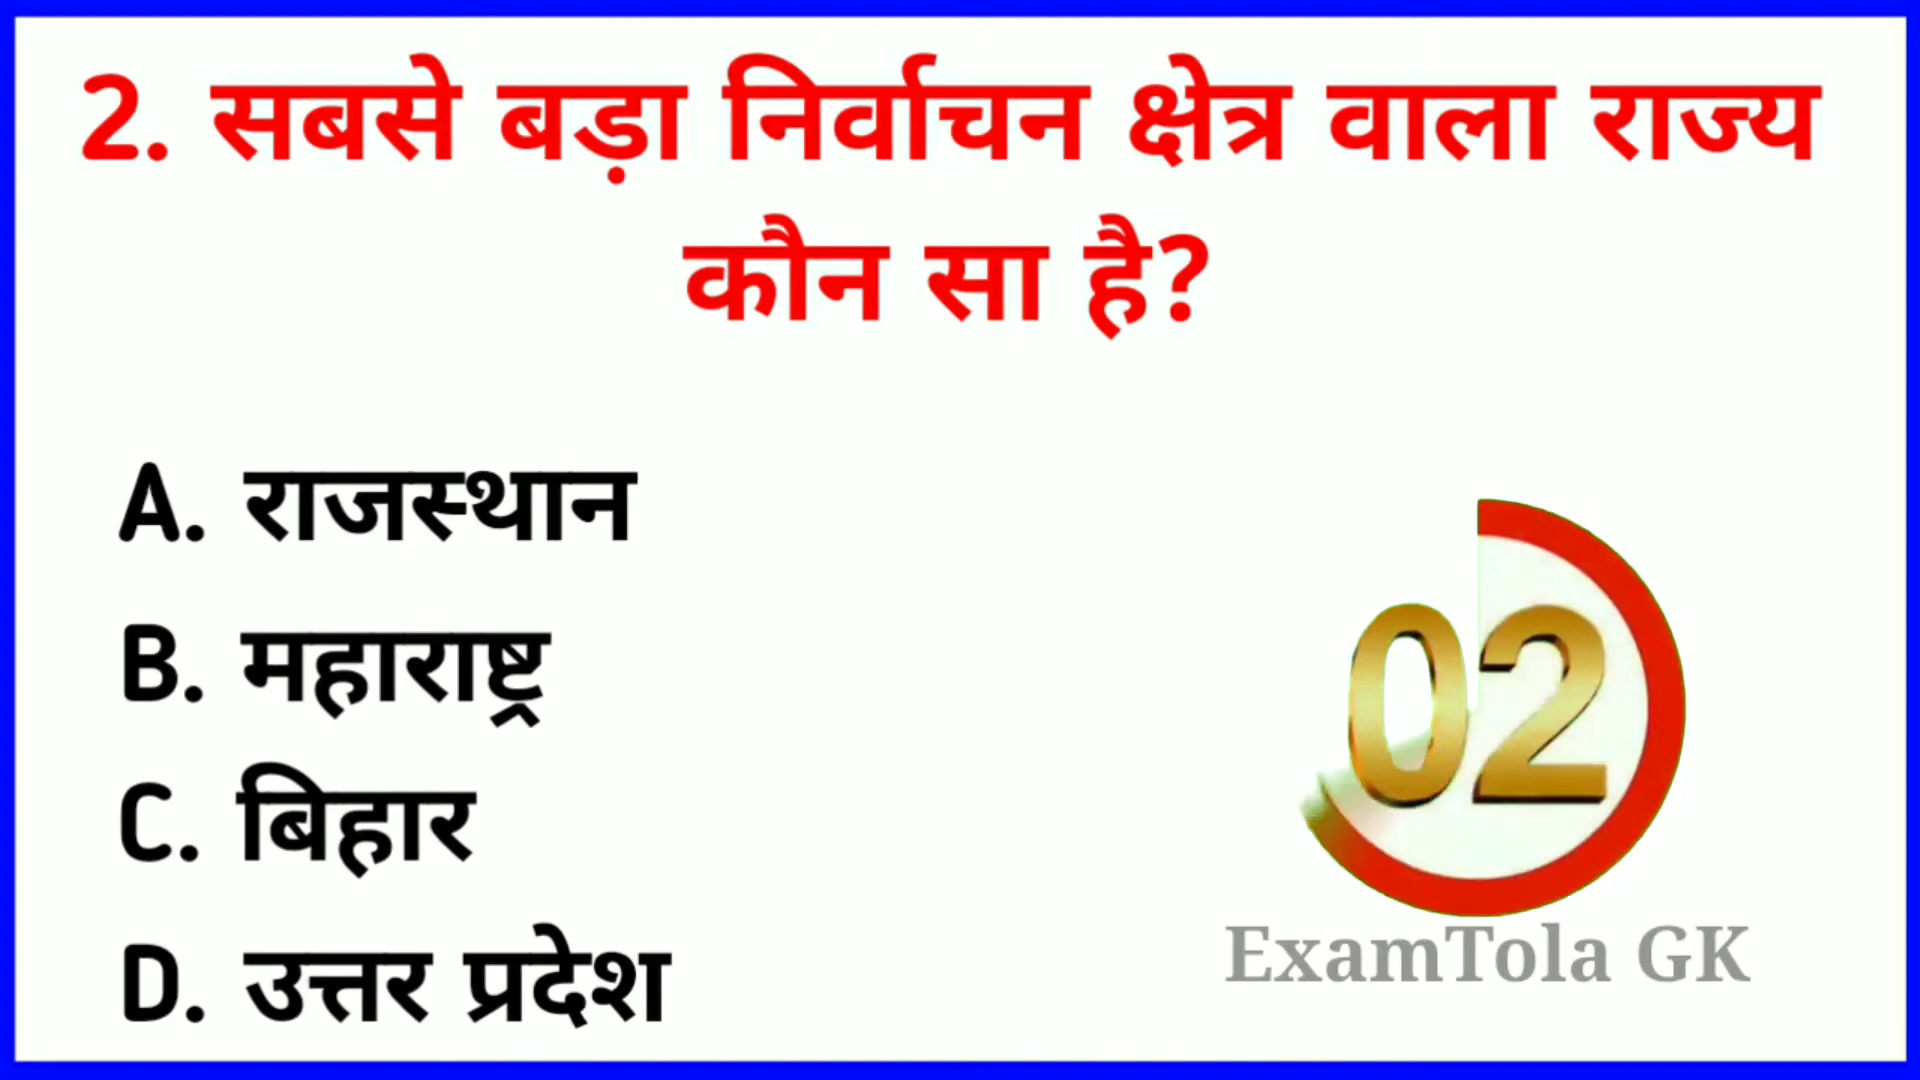 2. सबसे बड़ा निर्वाचन क्षेत्र वाला राज्य
कौन सा है?
A. राजस्थान
B. महाराष्ट्र
C. बिहार
D. उत्तर प्रदेश
02
ExamTola GK